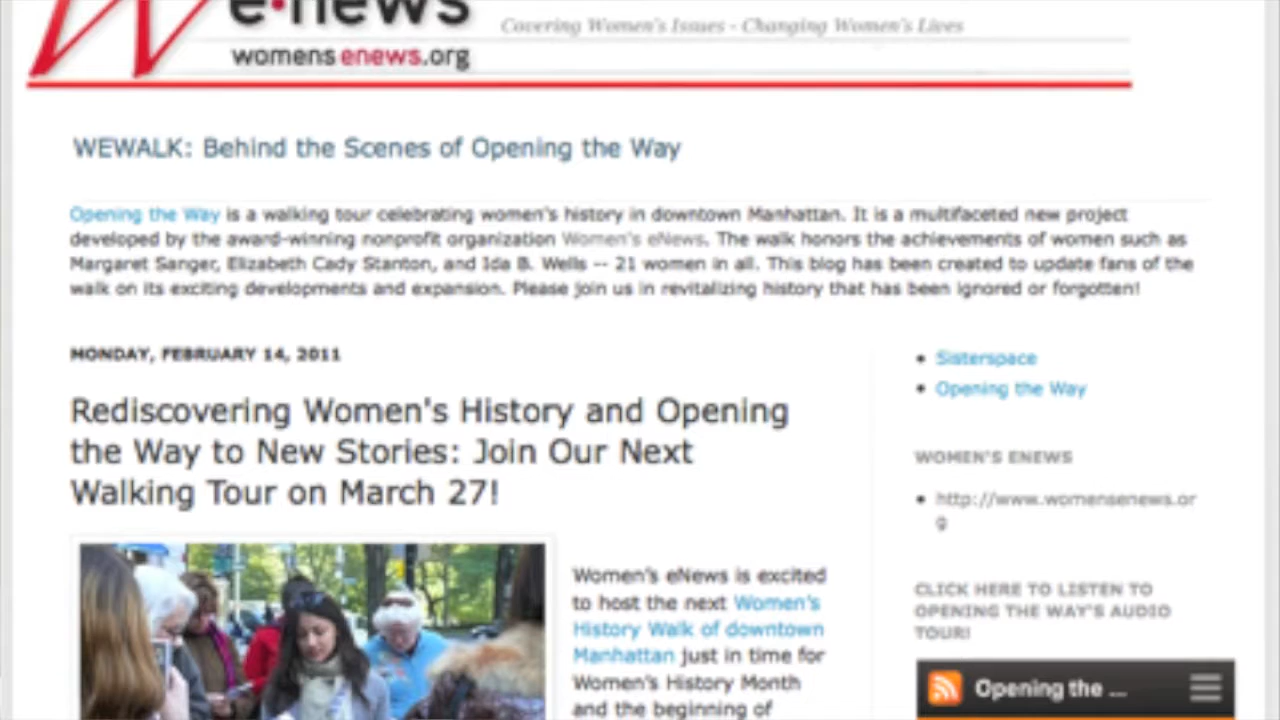 e•news
Covering Women's Issues - Changing Women's Lives
womensenews.org
WEWALK: Behind the Scenes of Opening the Way
Opening the Way is a walking tour celebrating women's history in downtown Manhattan. It is a multifaceted new project
developed by the award-winning nonprofit organization Women's eNews. The walk honors the achievements of women such as
Margaret Sanger, Elizabeth Cady Stanton, and Ida B. Wells -- 21 women in all. This blog has been created to update fans of the
walk on its exciting developments and expansion. Please join us in revitalizing history that has been ignored or forgotten!
MONDAY, FEBRUARY 14, 2011
Rediscovering Women's History and Opening
the Way to New Stories: Join Our Next
Walking Tour on March 27!
Women's eNews is excited
to host the next Women's
History Walk of downtown
Manhattan just in time for
Women's History Month
and the beginning of
• Sisterspace
• Opening the Way
WOMEN'S ENEWS
• http://www.womensenews.or
g
CLICK HERE TO LISTEN TO
OPENING THE WAY'S AUDIO
TOUR!
Opening the ...